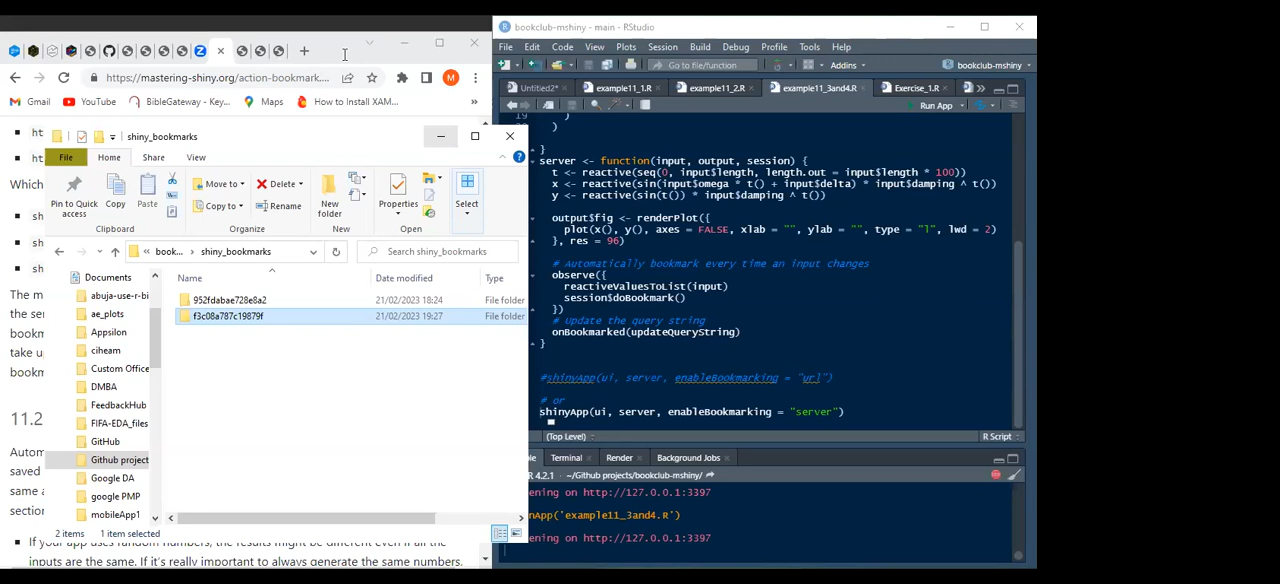 bookclub-mshiny - main - RStudio
https://mastering-shiny.org/action-bookmark....
Gmail YouTube BibleGateway - Key... Maps How to Install XAM...
M
shiny_bookmarks
File Home Share View
Pin to Quick access
Copy
Paste
Move to
Copy to
Delete
Rename
New folder
Properties
Select
Clipboard Organize New Open
book... shiny_bookmarks Search shiny_bookmarks
Name Date modified Type
952fdabae728e8a2 21/02/2023 18:24 File folder
f3c08a787c19879f 21/02/2023 19:27 File folder
Documents
abuja-use-r-bi
ae_plots
Appsilon
ciheam
Custom Office
DMBA
FeedbackHub
FIFA-EDA_files
GitHub
Github project
Google DA
google PMP
mobileApp1
2 items 1 item selected
ht
ht
Which
sh
sh
sh
The m
the se
bookm
take u
bookm
11.2
Autom
saved
same a
section
If your app uses random numbers, the results might be different even if all the
inputs are the same. If it's really important to always generate the same numbers,
File Edit Code View Plots Session Build Debug Profile Tools Help
Go to file/function Addins bookclub-mshiny
Untitled2* example11_1.R example11_2.R example11_3and4.R Exercise_1.R
Run App
19 )
)
}
server <- function(input, output, session) {
t <- reactive(seq(0, input$length, length.out = input$length * 100))
x <- reactive(sin(input$omega * t() + input$delta) * input$damping ^ t())
y <- reactive(sin(t()) * input$damping ^ t())
output$fig <- renderPlot({
plot(x(), y(), axes = FALSE, xlab = "", ylab = "", type = "l", lwd = 2)
}, res = 96)
# Automatically bookmark every time an input changes
observe({
reactiveValuesToList(input)
session$doBookmark()
})
# Update the query string
onBookmarked(updateQueryString)
}
#shinyApp(ui, server, enableBookmarking = "url")
# or
shinyApp(ui, server, enableBookmarking = "server")
(Top Level) R Script
le Terminal Render Background Jobs
R 4.2.1 · ~/Github projects/bookclub-mshiny/
ening on http://127.0.0.1:3397
nApp('example11_3and4.R')
ening on http://127.0.0.1:3397